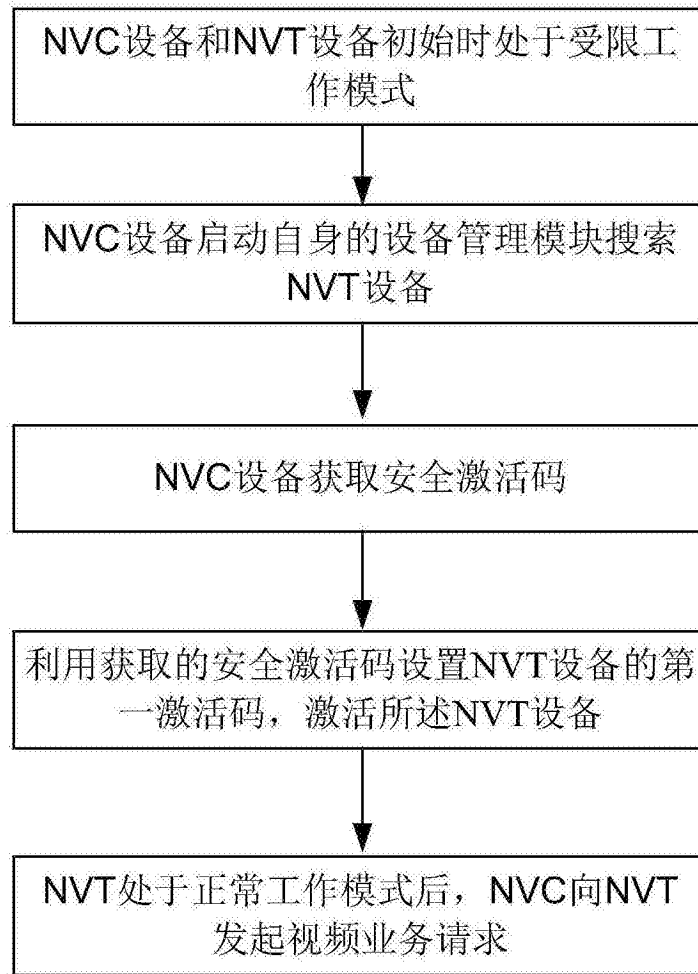 NVC设备和NVT设备初始时处于受限工
作模式
NVC设备启动自身的设备管理模块搜索
NVT设备
NVC设备获取安全激活码
利用获取的安全激活码设置NVT设备的第
一激活码，激活所述NVT设备
NVT处于正常工作模式后，NVC向NVT
发起视频业务请求